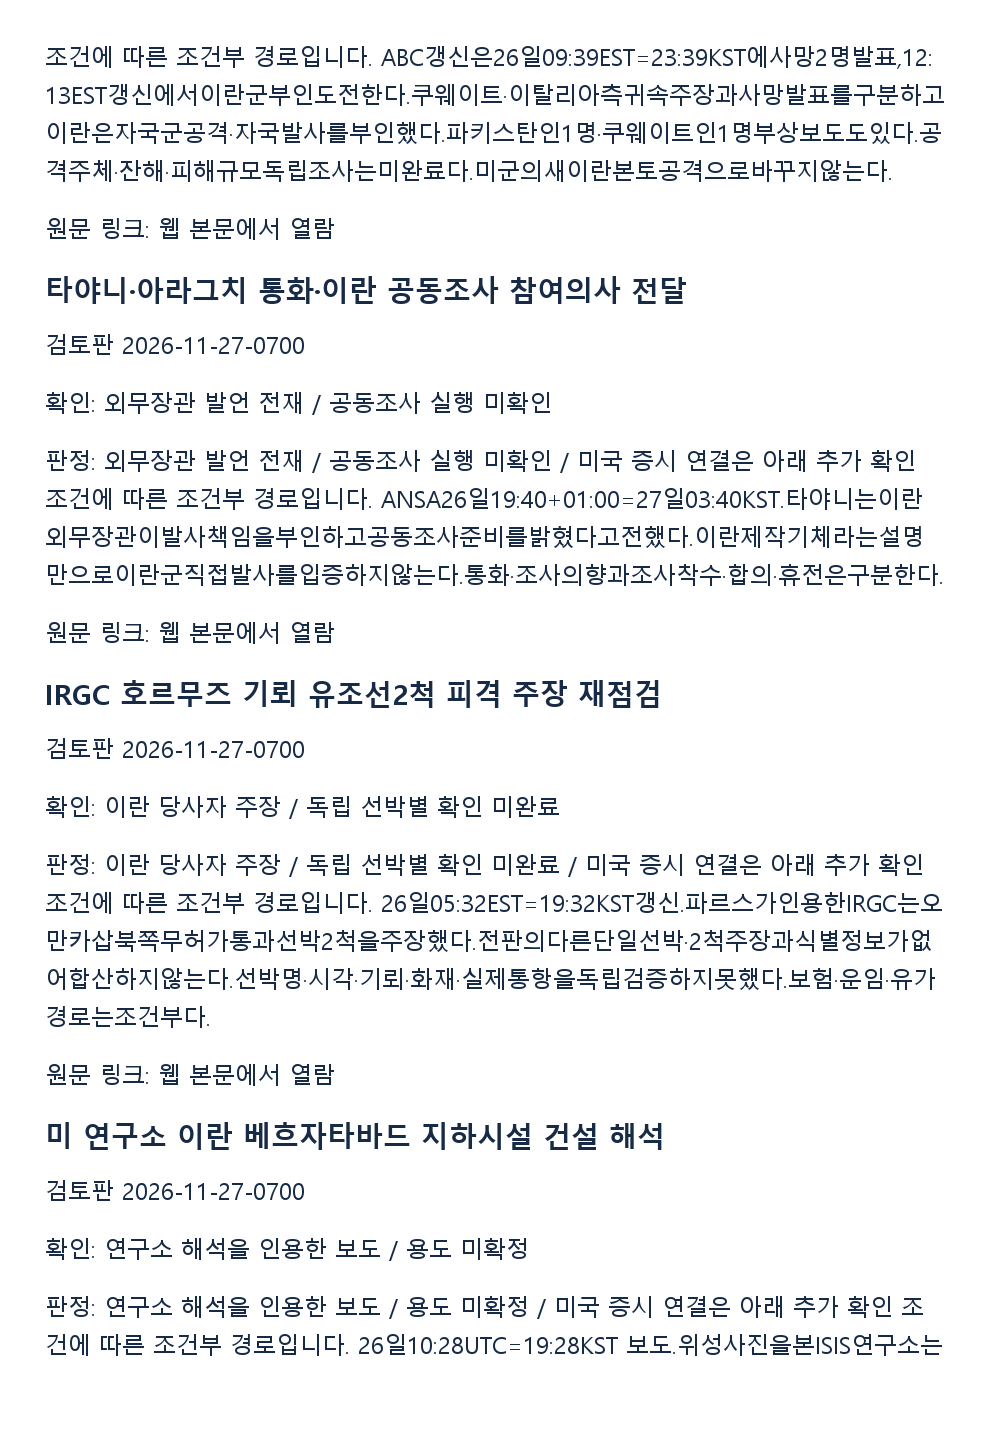 조건에 따른 조건부 경로입니다. ABC갱신은26일09:39EST=23:39KST에사망2명발표,12:
13EST갱신에서이란군부인도전한다.쿠웨이트·이탈리아측귀속주장과사망발표를구분하고
이란은자국군공격·자국발사를부인했다.파키스탄인1명·쿠웨이트인1명부상보도도있다.공
격주체·잔해·피해규모독립조사는미완료다.미군의새이란본토공격으로바꾸지않는다.
원문 링크: 웹 본문에서 열람
타야니·아라그치 통화·이란 공동조사 참여의사 전달
검토판 2026-11-27-0700
확인: 외무장관 발언 전재 / 공동조사 실행 미확인
판정: 외무장관 발언 전재 / 공동조사 실행 미확인 / 미국 증시 연결은 아래 추가 확인
조건에 따른 조건부 경로입니다. ANSA26일19:40+01:00=27일03:40KST.타야니는이란
외무장관이발사책임을부인하고공동조사준비를밝혔다고전했다.이란제작기체라는설명
만으로이란군직접발사를입증하지않는다.통화·조사의향과조사착수·합의·휴전은구분한다.
원문 링크: 웹 본문에서 열람
IRGC 호르무즈 기뢰 유조선2척 피격 주장 재점검
검토판 2026-11-27-0700
확인: 이란 당사자 주장 / 독립 선박별 확인 미완료
판정: 이란 당사자 주장 / 독립 선박별 확인 미완료 / 미국 증시 연결은 아래 추가 확인
조건에 따른 조건부 경로입니다. 26일05:32EST=19:32KST갱신.파르스가인용한IRGC는오
만카삽북쪽무허가통과선박2척을주장했다.전판의다른단일선박·2척주장과식별정보가없
어합산하지않는다.선박명·시각·기뢰·화재·실제통항을독립검증하지못했다.보험·운임·유가
경로는조건부다.
원문 링크: 웹 본문에서 열람
미 연구소 이란 베흐자타바드 지하시설 건설 해석
검토판 2026-11-27-0700
확인: 연구소 해석을 인용한 보도 / 용도 미확정
판정: 연구소 해석을 인용한 보도 / 용도 미확정 / 미국 증시 연결은 아래 추가 확인 조
건에 따른 조건부 경로입니다. 26일10:28UTC=19:28KST 보도.위성사진을본ISIS연구소는